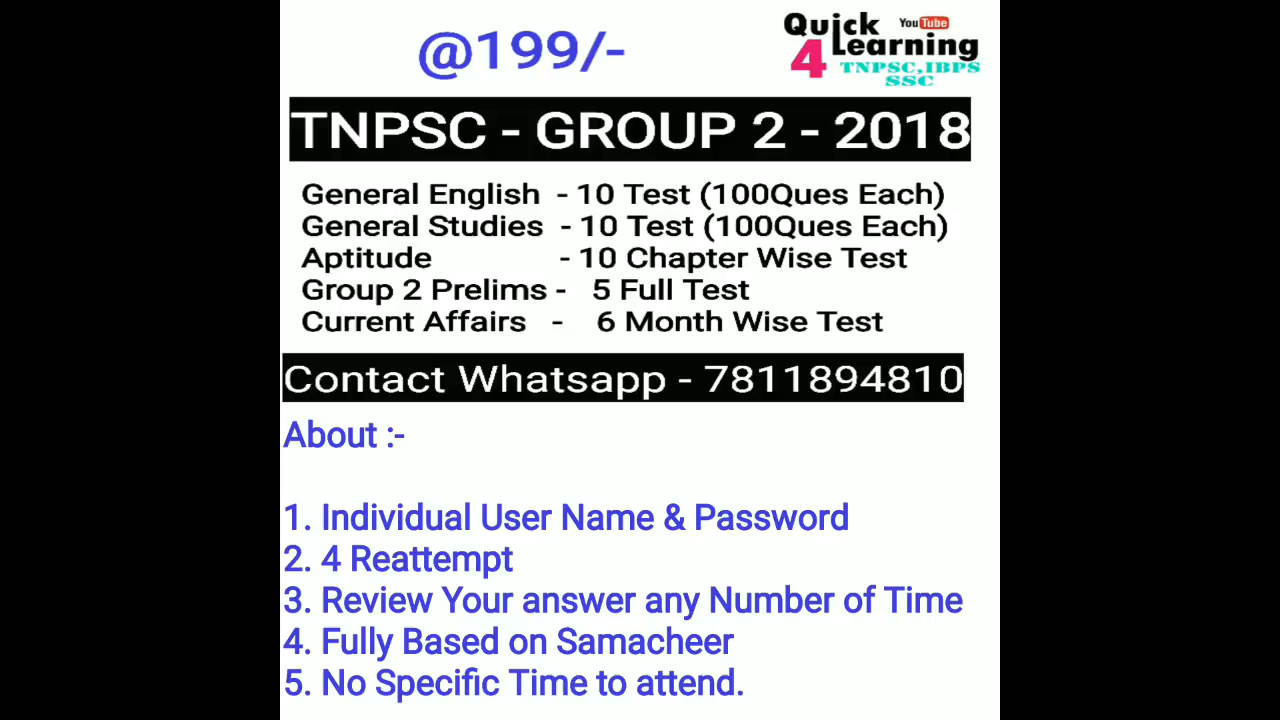 @199/-
Quick YouTube
4 Learning
TNPSC,IBPS
SSC
TNPSC - GROUP 2 - 2018
General English - 10 Test (100Ques Each)
General Studies - 10 Test (100Ques Each)
Aptitude - 10 Chapter Wise Test
Group 2 Prelims - 5 Full Test
Current Affairs - 6 Month Wise Test
Contact Whatsapp - 7811894810
About :-
1. Individual User Name & Password
2. 4 Reattempt
3. Review Your answer any Number of Time
4. Fully Based on Samacheer
5. No Specific Time to attend.